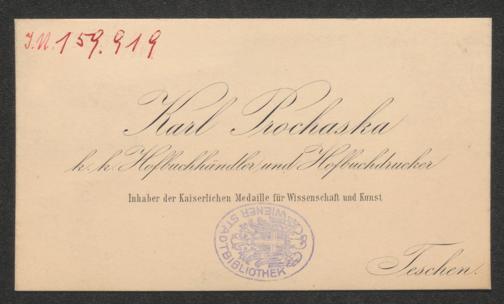 J.N. 159.919
Karl Prochaska
k. k. Hofbuchhändler und Hofbuchdrucker
Inhaber der Kaiserlichen Medaille für Wissenschaft und Kunst
WIENER STADTBIBLIOTHEK
Teschen.